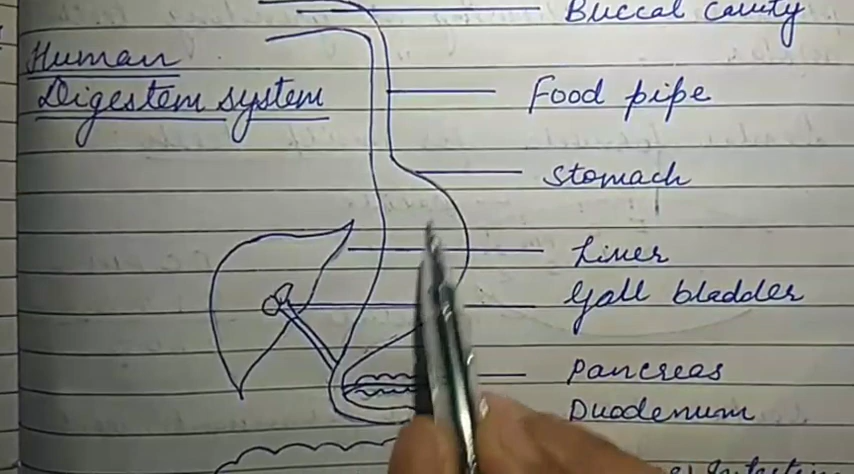 Buccal cavity
Human
Digestem system
Food pipe
Stomach
Liver
Gall bladder
Pancreas
Duodenum